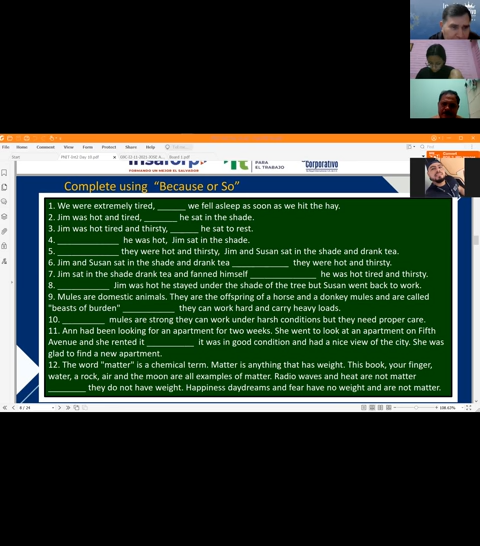 File Home Comment View Form Protect Share Help
Start
FORMANDO UN MEJOR EL SALVADOR
PARA
EL TRABAJO
Corporativo
Complete using "Because or So"
1. We were extremely tired, ______ we fell asleep as soon as we hit the hay.
2. Jim was hot and tired, _______ he sat in the shade.
3. Jim was hot tired and thirsty, ______ he sat to rest.
4. _____________ he was hot, Jim sat in the shade.
5. _____________ they were hot and thirsty, Jim and Susan sat in the shade and drank tea.
6. Jim and Susan sat in the shade and drank tea ____________ they were hot and thirsty.
7. Jim sat in the shade drank tea and fanned himself ______________ he was hot tired and thirsty.
8. ___________ Jim was hot he stayed under the shade of the tree but Susan went back to work.
9. Mules are domestic animals. They are the offspring of a horse and a donkey mules and are called
"beasts of burden" ___________ they can work hard and carry heavy loads.
10. _________ mules are strong they can work under harsh conditions but they need proper care.
11. Ann had been looking for an apartment for two weeks. She went to look at an apartment on Fifth
Avenue and she rented it __________ it was in good condition and had a nice view of the city. She was
glad to find a new apartment.
12. The word "matter" is a chemical term. Matter is anything that has weight. This book, your finger,
water, a rock, air and the moon are all examples of matter. Radio waves and heat are not matter
________ they do not have weight. Happiness daydreams and fear have no weight and are not matter.
8 / 24
108.63%